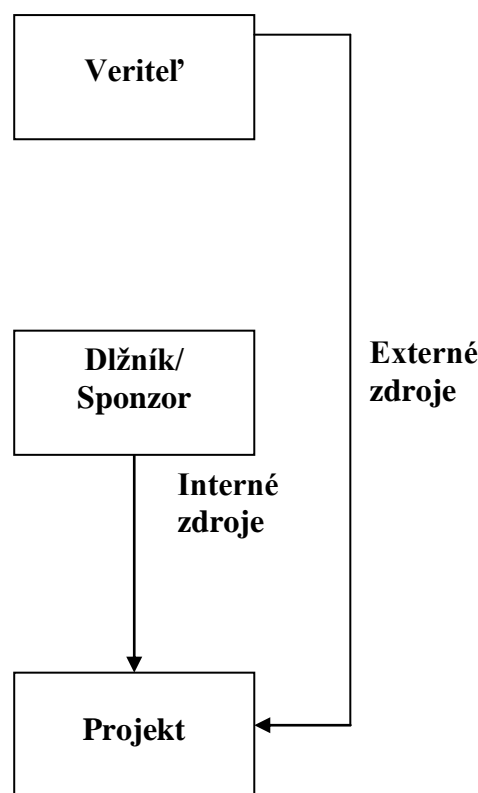 Veriteľ
Dlžník/
Sponzor
Externé
zdroje
Interné
zdroje
Projekt